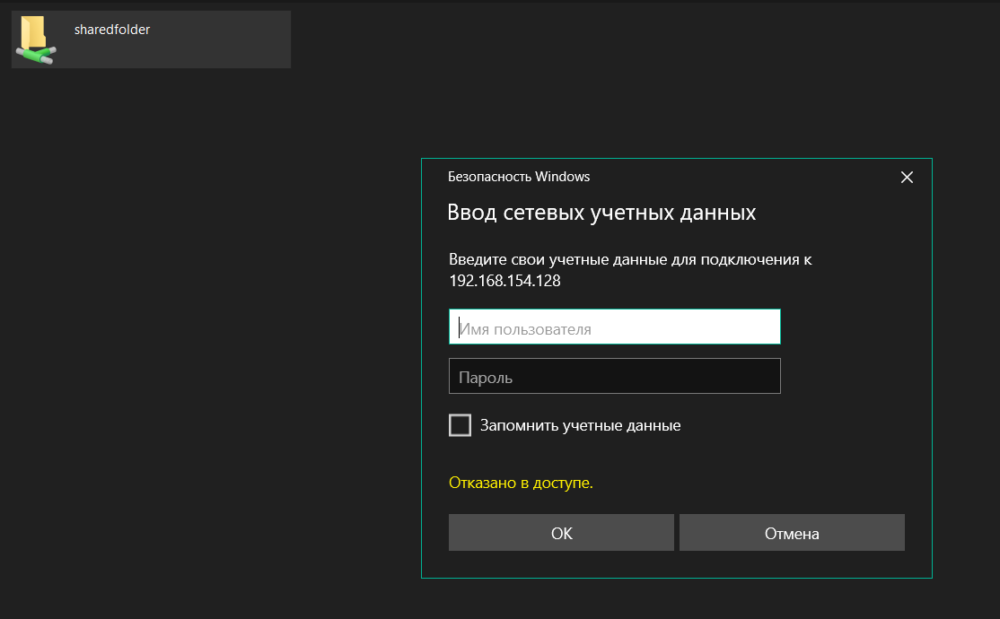 sharedfolder
Безопасность Windows
Ввод сетевых учетных данных
Введите свои учетные данные для подключения к
192.168.154.128
Имя пользователя
Пароль
Запомнить учетные данные
Отказано в доступе.
ОК
Отмена